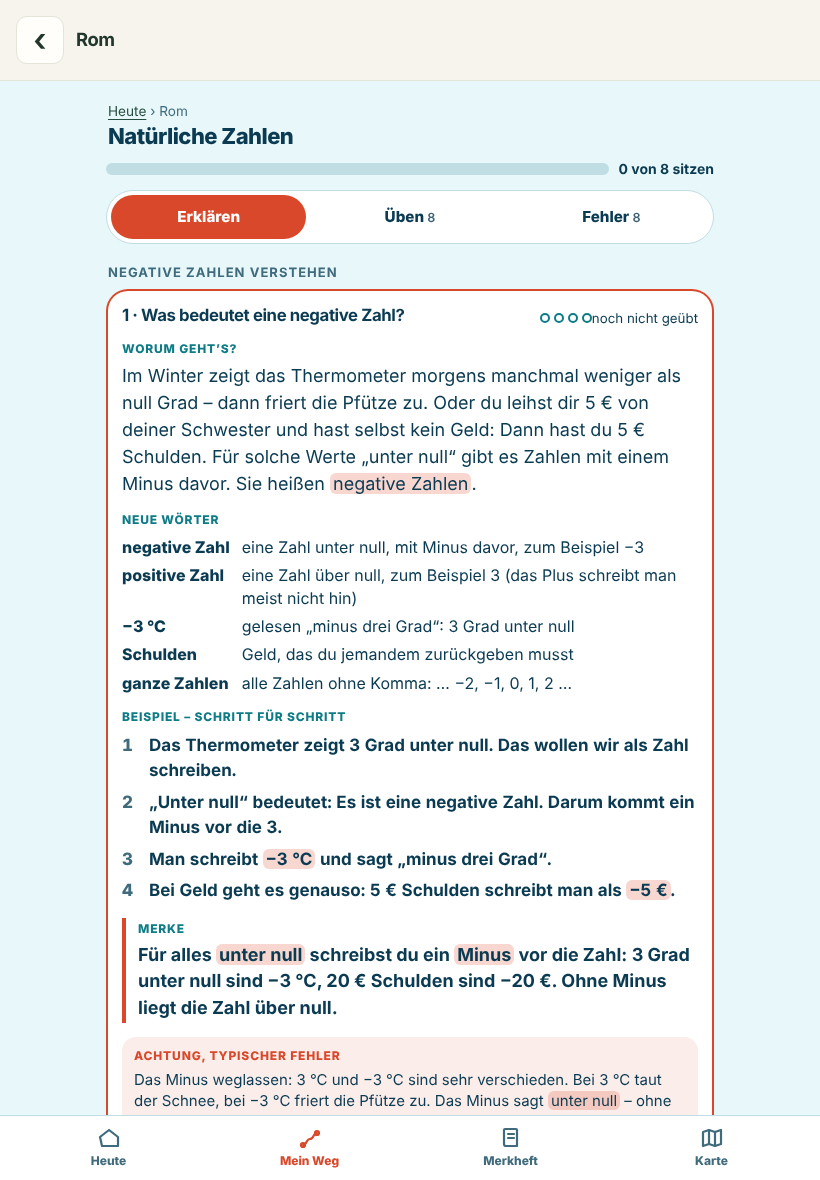 Rom
Heute › Rom
Natürliche Zahlen
0 von 8 sitzen
Erklären
Üben 8
Fehler 8
NEGATIVE ZAHLEN VERSTEHEN
1 · Was bedeutet eine negative Zahl?
noch nicht geübt
WORUM GEHT'S?
Im Winter zeigt das Thermometer morgens manchmal weniger als
null Grad – dann friert die Pfütze zu. Oder du leihst dir 5 € von
deiner Schwester und hast selbst kein Geld: Dann hast du 5 €
Schulden. Für solche Werte „unter null“ gibt es Zahlen mit einem
Minus davor. Sie heißen negative Zahlen.
NEUE WÖRTER
negative Zahl eine Zahl unter null, mit Minus davor, zum Beispiel −3
positive Zahl eine Zahl über null, zum Beispiel 3 (das Plus schreibt man
meist nicht hin)
−3 °C gelesen „minus drei Grad“: 3 Grad unter null
Schulden Geld, das du jemandem zurückgeben musst
ganze Zahlen alle Zahlen ohne Komma: … −2, −1, 0, 1, 2 …
BEISPIEL – SCHRITT FÜR SCHRITT
1 Das Thermometer zeigt 3 Grad unter null. Das wollen wir als Zahl
schreiben.
2 „Unter null“ bedeutet: Es ist eine negative Zahl. Darum kommt ein
Minus vor die 3.
3 Man schreibt −3 °C und sagt „minus drei Grad“.
4 Bei Geld geht es genauso: 5 € Schulden schreibt man als −5 €.
MERKE
Für alles unter null schreibst du ein Minus vor die Zahl: 3 Grad
unter null sind −3 °C, 20 € Schulden sind −20 €. Ohne Minus
liegt die Zahl über null.
ACHTUNG, TYPISCHER FEHLER
Das Minus weglassen: 3 °C und −3 °C sind sehr verschieden. Bei 3 °C taut
der Schnee, bei −3 °C friert die Pfütze zu. Das Minus sagt unter null – ohne
Heute
Mein Weg
Merkheft
Karte